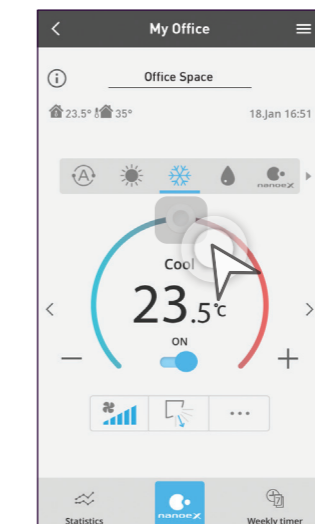 My Office
Office Space
23.5° 35° 18.Jan 16:51
A nanoeX
Cool
23.5℃
ON
nanoeX
Statistics Weekly timer